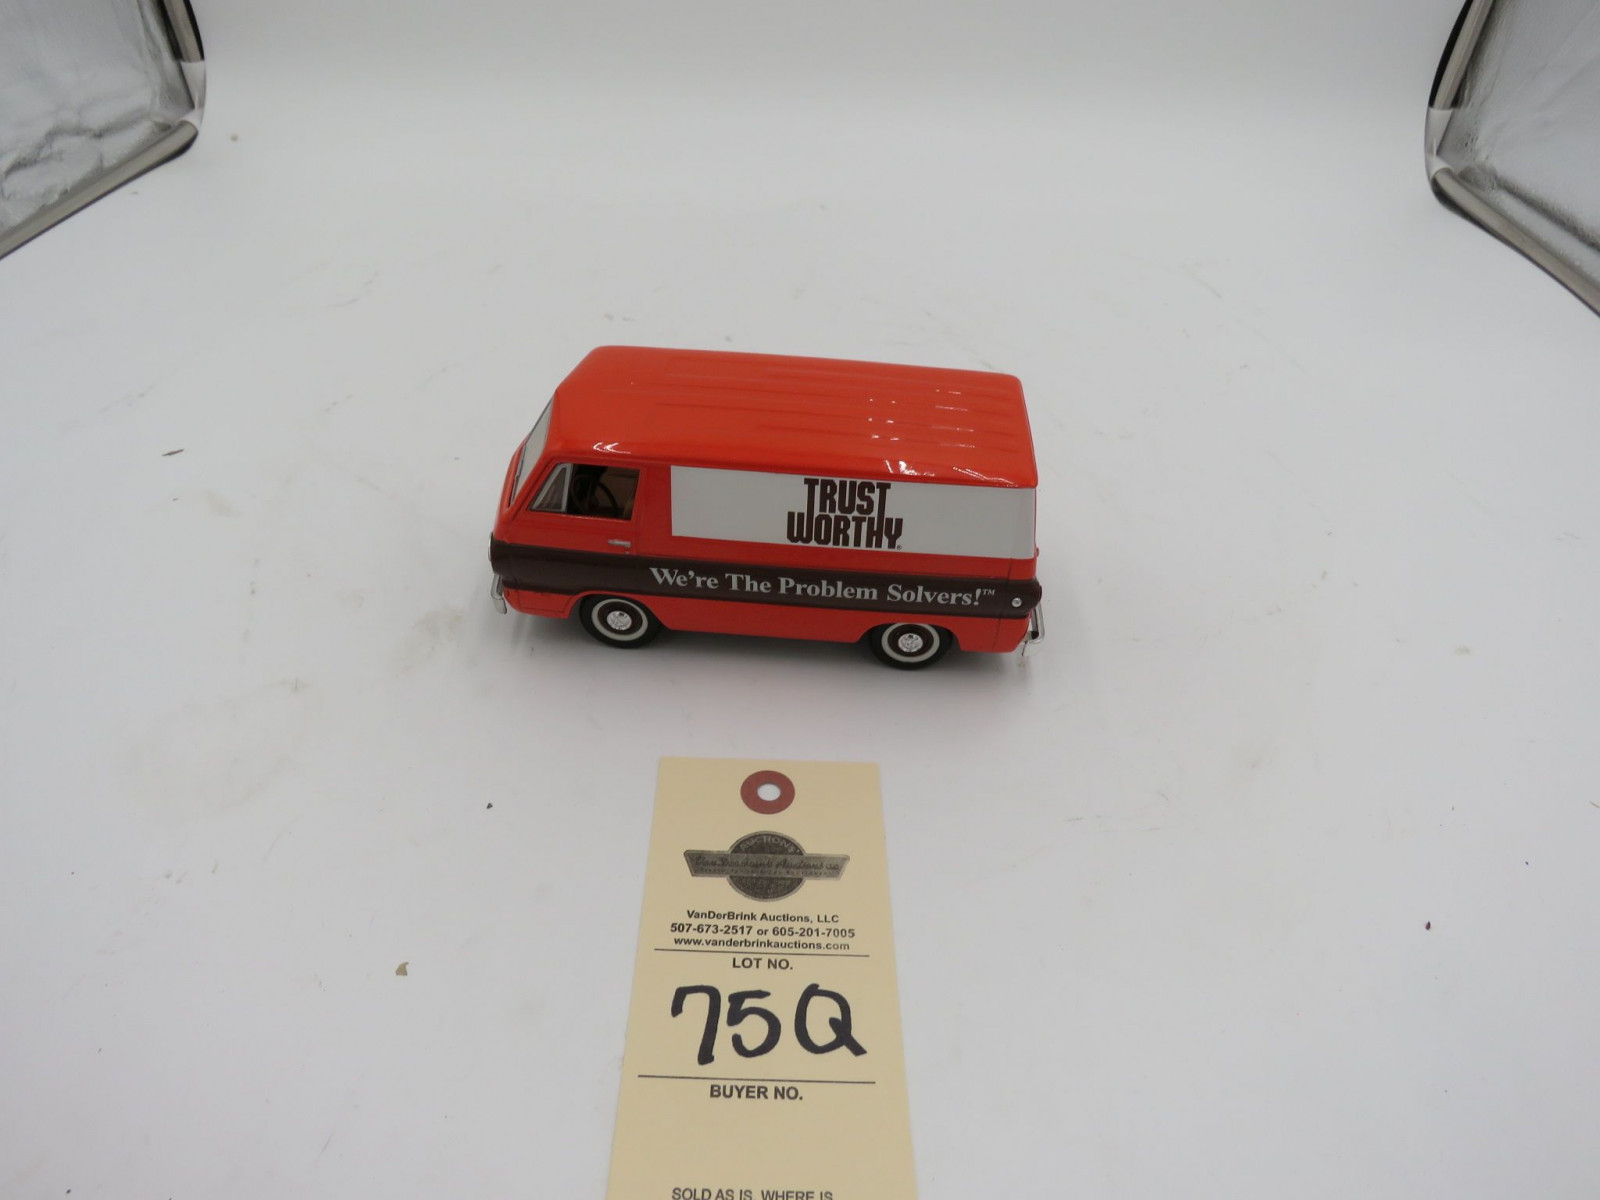 TRUST
WORTHY®
We're The Problem Solvers!™
AUCTIONS
VanDerBrink Auctions, LLC
507-673-2517 or 605-201-7005
www.vanderbrinkauctions.com
LOT NO.
75Q
BUYER NO.
SOLD AS IS, WHERE IS